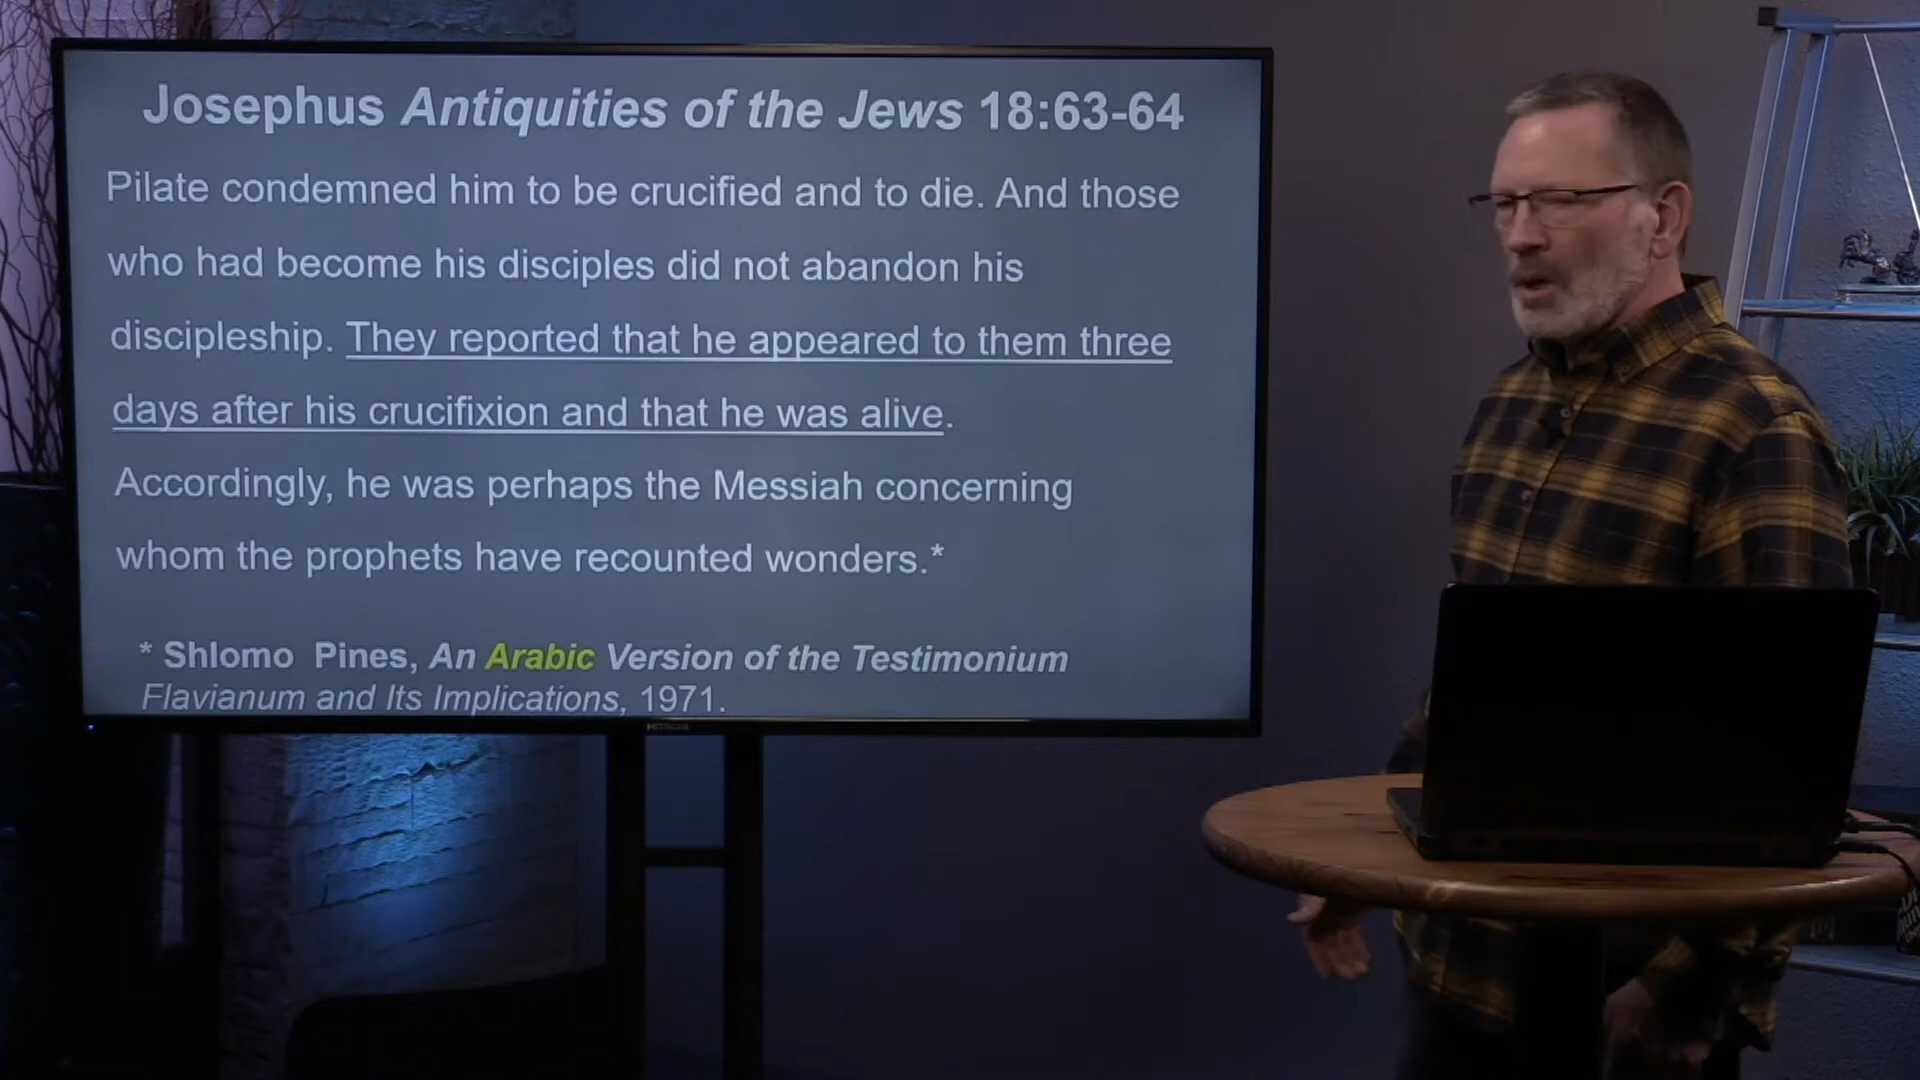 Josephus Antiquities of the Jews 18:63-64
Pilate condemned him to be crucified and to die. And those
who had become his disciples did not abandon his
discipleship. They reported that he appeared to them three
days after his crucifixion and that he was alive.
Accordingly, he was perhaps the Messiah concerning
whom the prophets have recounted wonders.*
* Shlomo Pines, An Arabic Version of the Testimonium
Flavianum and Its Implications, 1971.
HITACHI